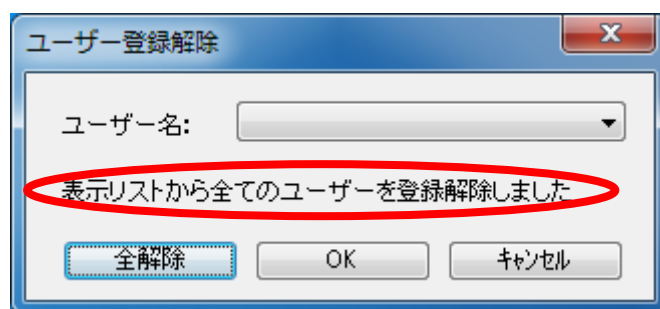 ユーザー登録解除
ユーザー名:
表示リストから全てのユーザーを登録解除しました
全解除 OK キャンセル